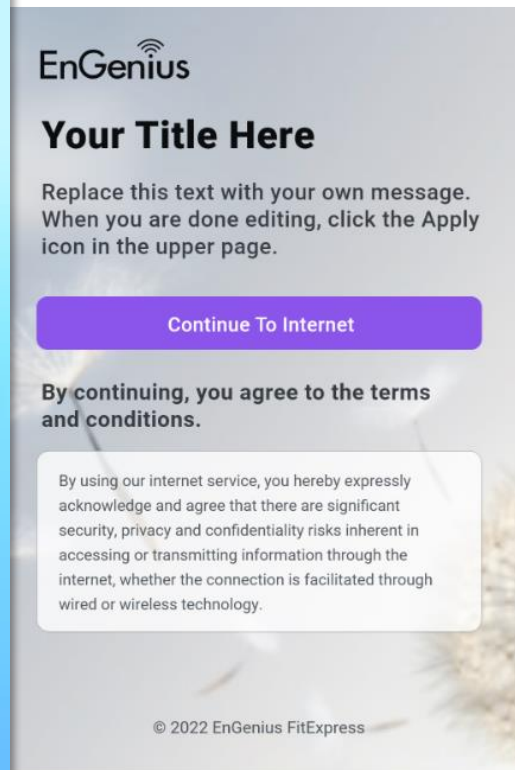 EnGenius
Your Title Here
Replace this text with your own message.
When you are done editing, click the Apply
icon in the upper page.
Continue To Internet
By continuing, you agree to the terms
and conditions.
By using our internet service, you hereby expressly
acknowledge and agree that there are significant
security, privacy and confidentiality risks inherent in
accessing or transmitting information through the
internet, whether the connection is facilitated through
wired or wireless technology.
© 2022 EnGenius FitExpress